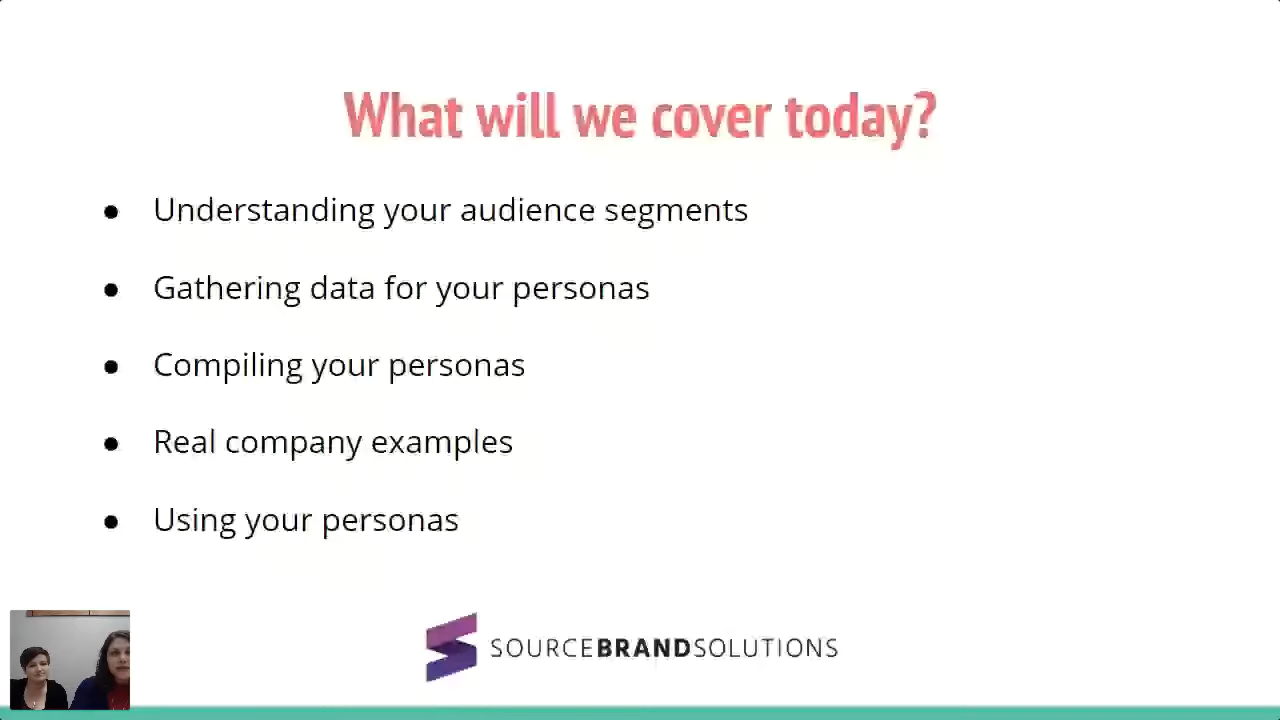 What will we cover today?
● Understanding your audience segments
● Gathering data for your personas
● Compiling your personas
● Real company examples
● Using your personas
SOURCEBRANDSOLUTIONS